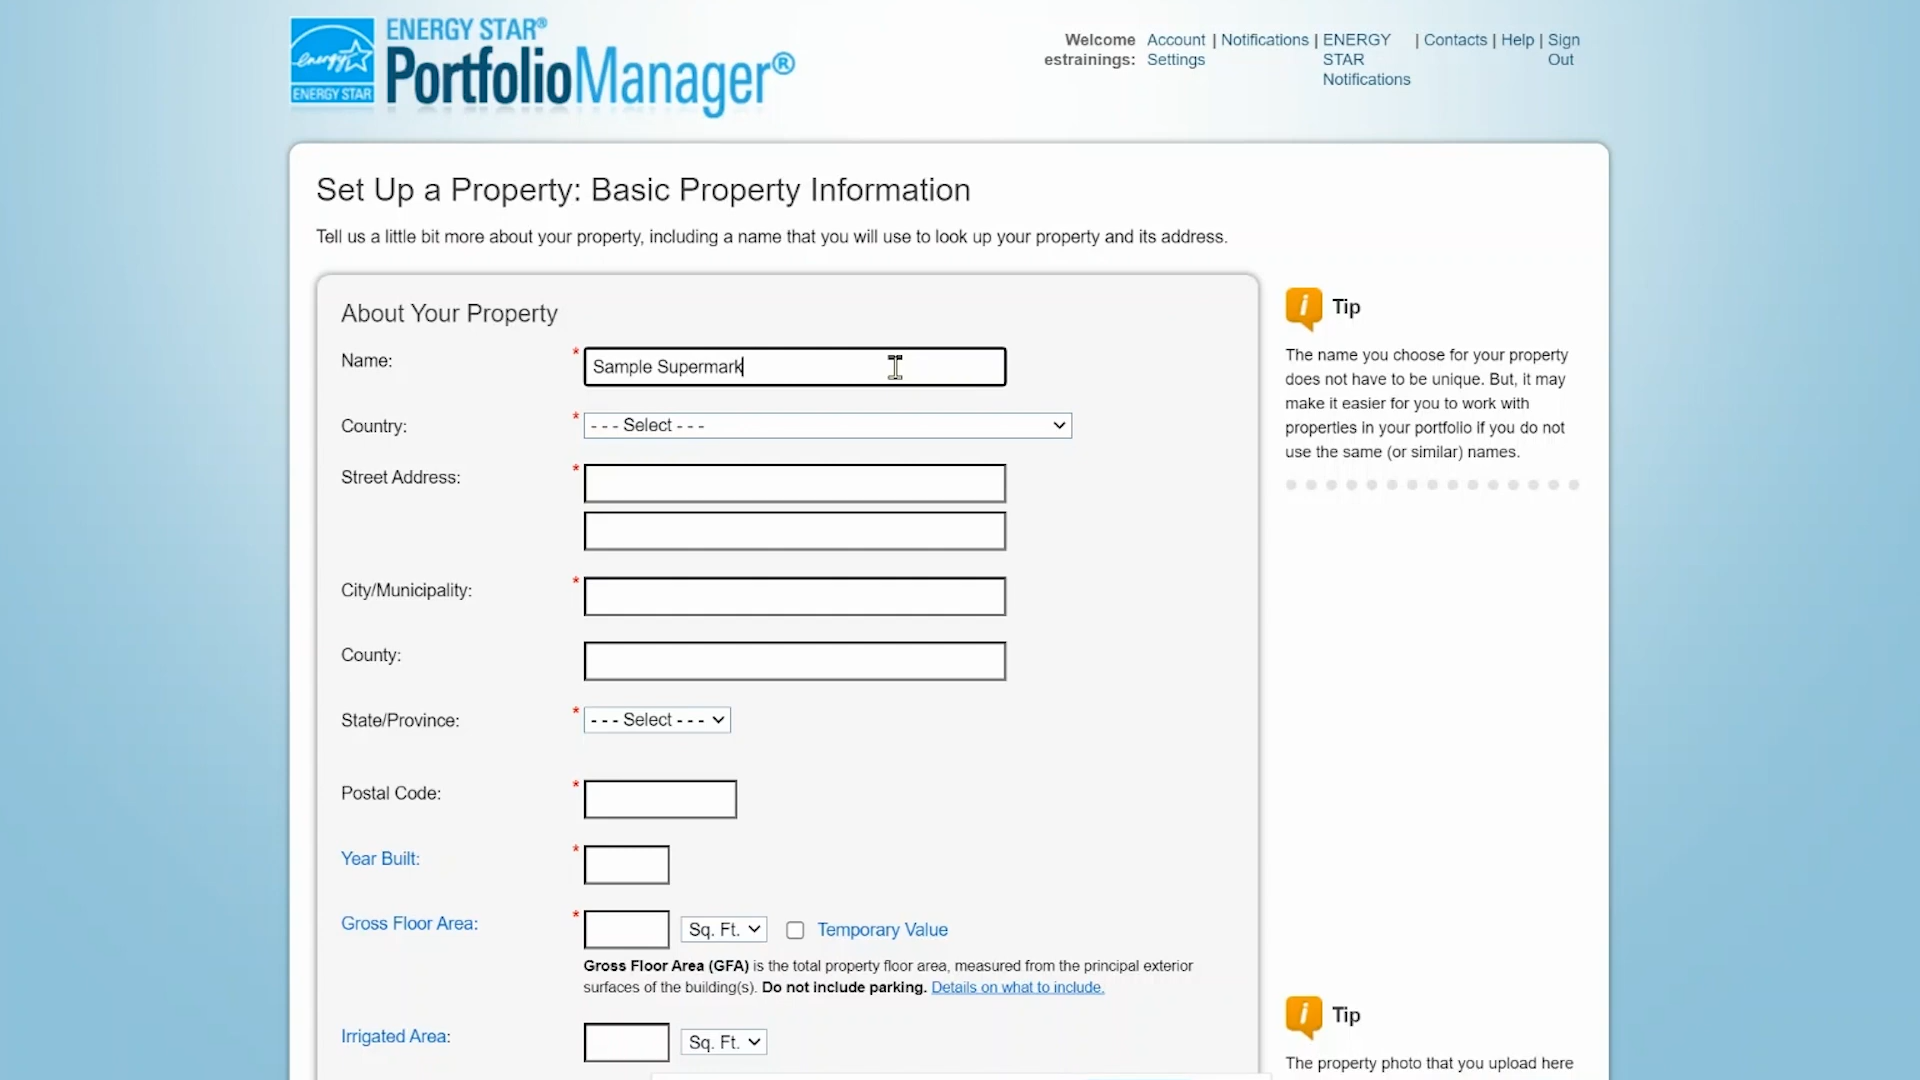 ENERGY STAR®
PortfolioManager®
energy
ENERGY STAR
Welcome estrainings:
Account Settings | Notifications | ENERGY STAR Notifications | Contacts | Help | Sign Out
Set Up a Property: Basic Property Information
Tell us a little bit more about your property, including a name that you will use to look up your property and its address.
About Your Property
Name: * Sample Supermark
Country: * - - - Select - - -
Street Address: *
City/Municipality: *
County:
State/Province: * - - - Select - - -
Postal Code: *
Year Built: *
Gross Floor Area: * Sq. Ft. Temporary Value
Gross Floor Area (GFA) is the total property floor area, measured from the principal exterior
surfaces of the building(s). Do not include parking. Details on what to include.
Irrigated Area: Sq. Ft.
i Tip
The name you choose for your property
does not have to be unique. But, it may
make it easier for you to work with
properties in your portfolio if you do not
use the same (or similar) names.
i Tip
The property photo that you upload here